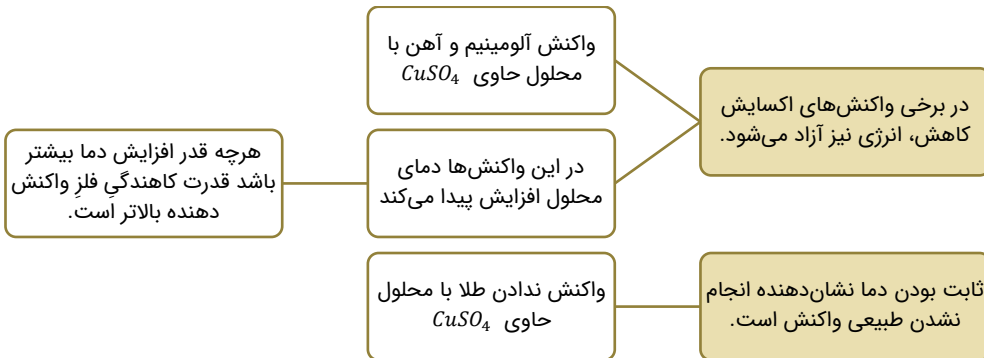 در برخی واکنش‌های اکسایش
کاهش، انرژی نیز آزاد می‌شود.
واکنش آلومینیم و آهن با
محلول حاوی CuSO₄
در این واکنش‌ها دمای
محلول افزایش پیدا می‌کند
هرچه قدر افزایش دما بیشتر
باشد قدرت کاهندگیِ فلزِ واکنش
دهنده بالاتر است.
ثابت بودن دما نشان‌دهنده انجام
نشدن طبیعی واکنش است.
واکنش ندادن طلا با محلول
حاوی CuSO₄